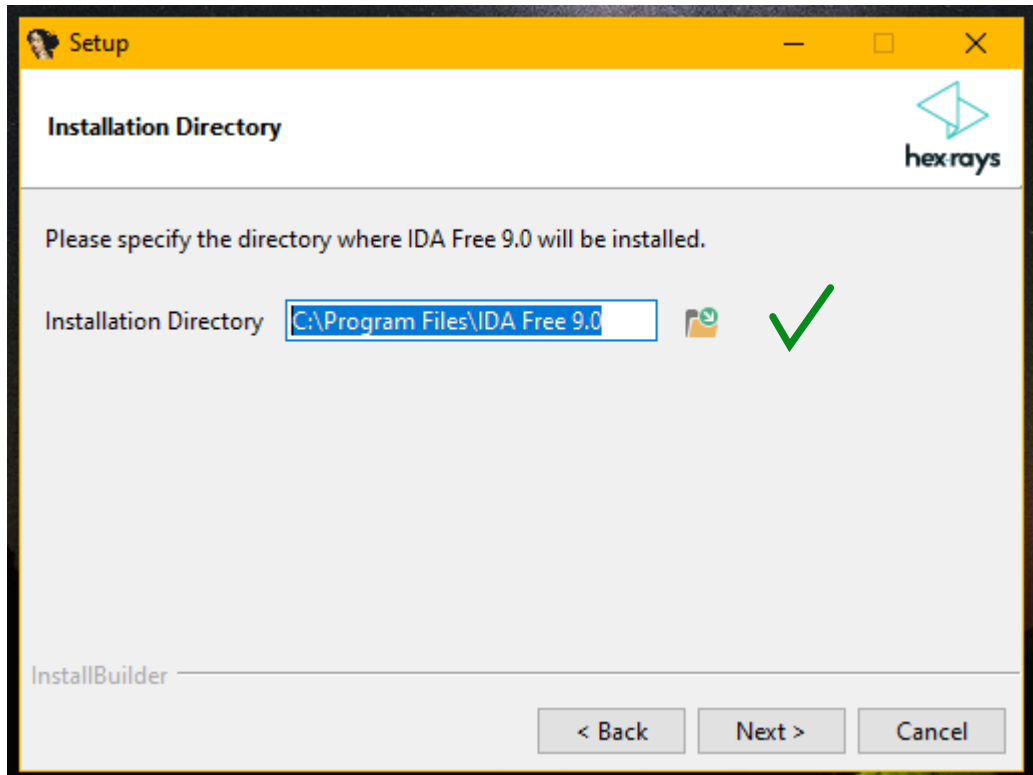 Setup
Installation Directory
hex-rays
Please specify the directory where IDA Free 9.0 will be installed.
Installation Directory C:\Program Files\IDA Free 9.0
InstallBuilder
< Back Next > Cancel